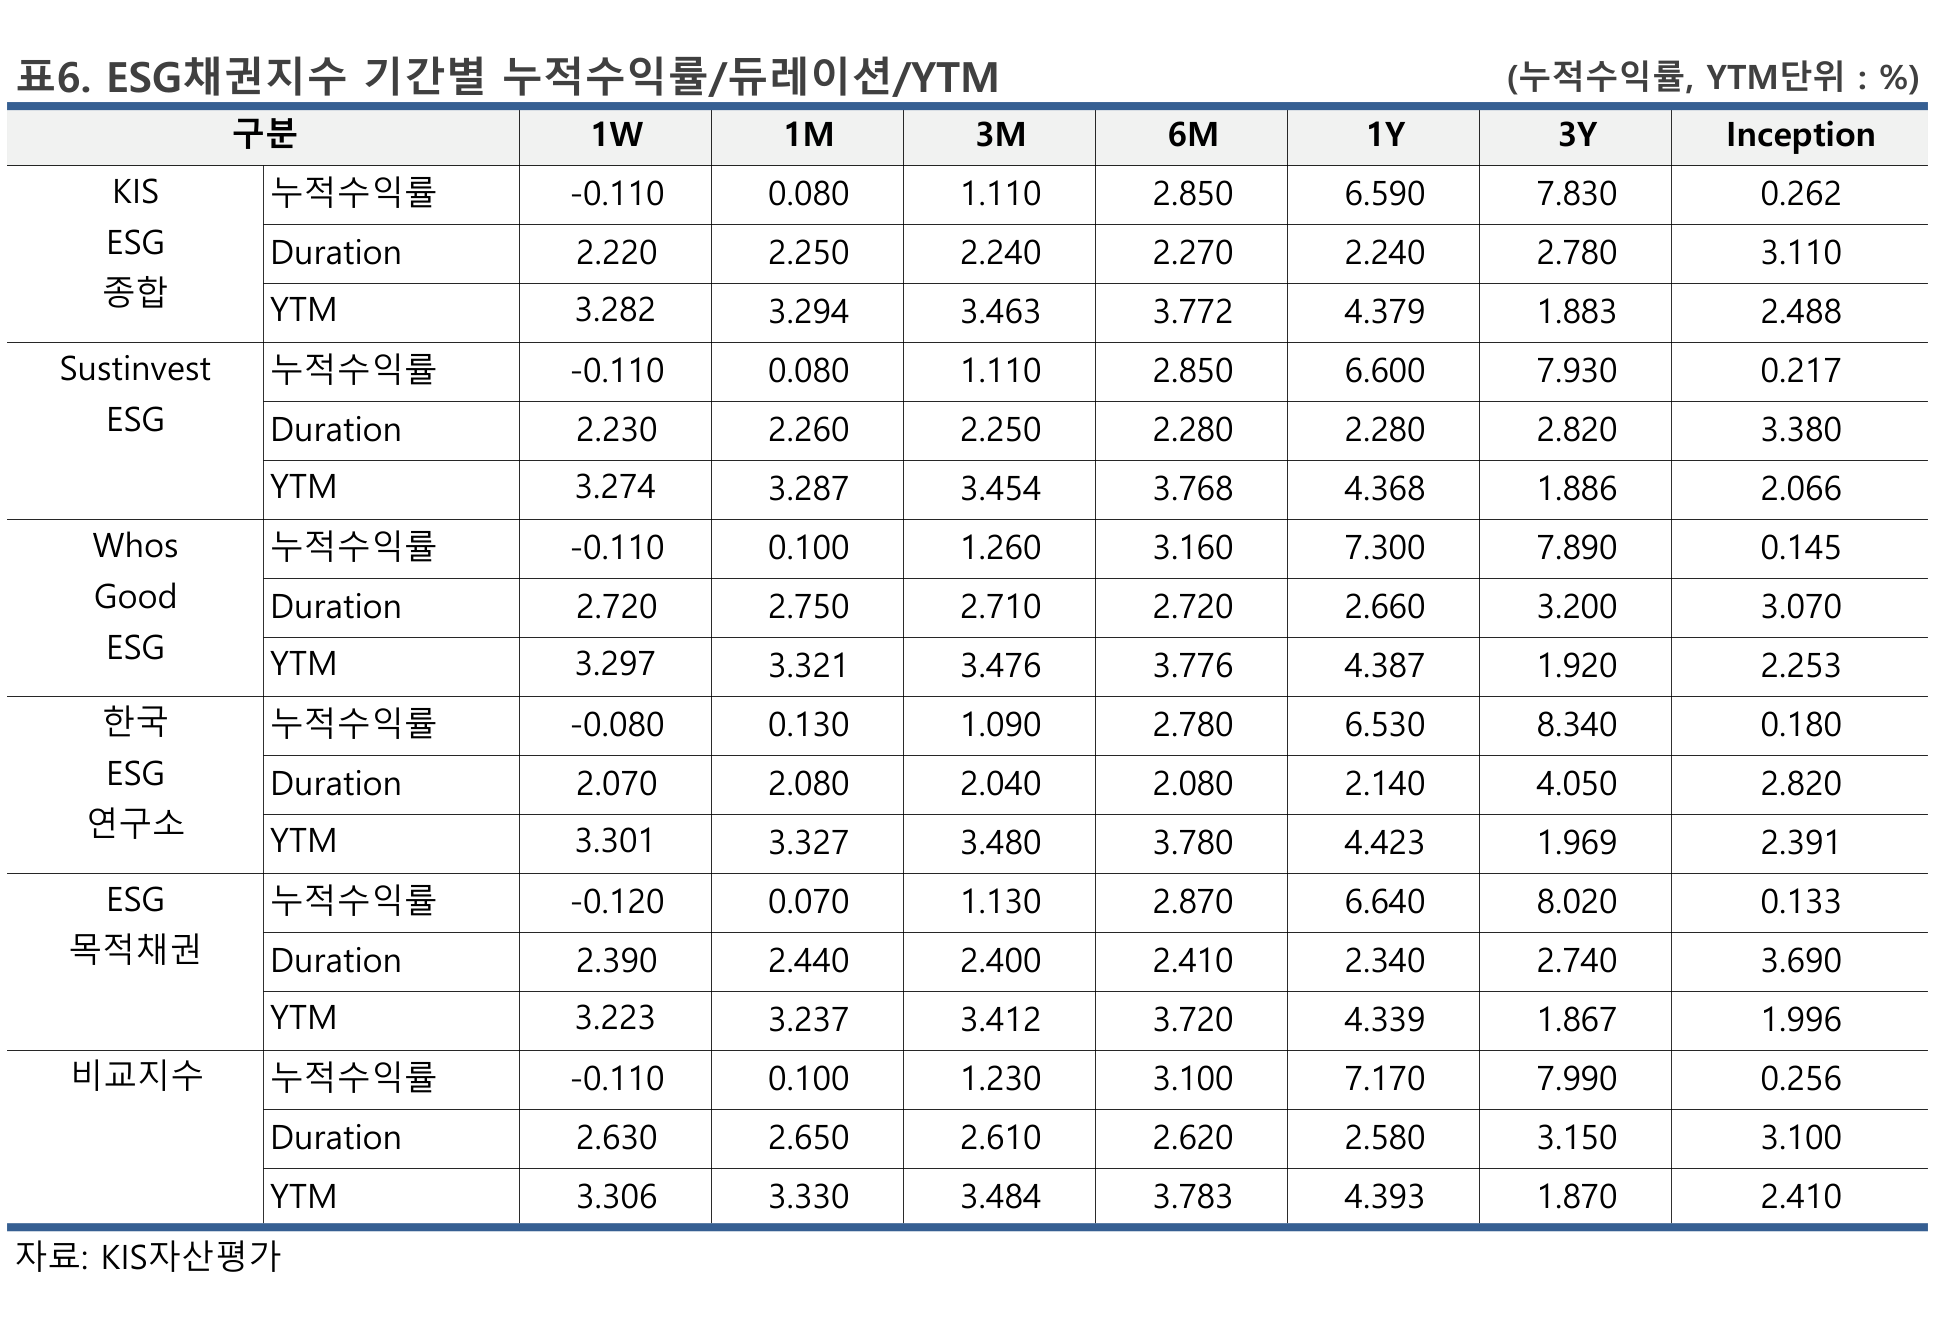 표6. ESG채권지수 기간별 누적수익률/듀레이션/YTM (누적수익률, YTM단위 : %)
구분 1W 1M 3M 6M 1Y 3Y Inception
KIS
ESG
종합
누적수익률 -0.110 0.080 1.110 2.850 6.590 7.830 0.262
Duration 2.220 2.250 2.240 2.270 2.240 2.780 3.110
YTM 3.282 3.294 3.463 3.772 4.379 1.883 2.488
Sustinvest
ESG
누적수익률 -0.110 0.080 1.110 2.850 6.600 7.930 0.217
Duration 2.230 2.260 2.250 2.280 2.280 2.820 3.380
YTM 3.274 3.287 3.454 3.768 4.368 1.886 2.066
Whos
Good
ESG
누적수익률 -0.110 0.100 1.260 3.160 7.300 7.890 0.145
Duration 2.720 2.750 2.710 2.720 2.660 3.200 3.070
YTM 3.297 3.321 3.476 3.776 4.387 1.920 2.253
한국
ESG
연구소
누적수익률 -0.080 0.130 1.090 2.780 6.530 8.340 0.180
Duration 2.070 2.080 2.040 2.080 2.140 4.050 2.820
YTM 3.301 3.327 3.480 3.780 4.423 1.969 2.391
ESG
목적채권
누적수익률 -0.120 0.070 1.130 2.870 6.640 8.020 0.133
Duration 2.390 2.440 2.400 2.410 2.340 2.740 3.690
YTM 3.223 3.237 3.412 3.720 4.339 1.867 1.996
비교지수
누적수익률 -0.110 0.100 1.230 3.100 7.170 7.990 0.256
Duration 2.630 2.650 2.610 2.620 2.580 3.150 3.100
YTM 3.306 3.330 3.484 3.783 4.393 1.870 2.410
자료: KIS자산평가